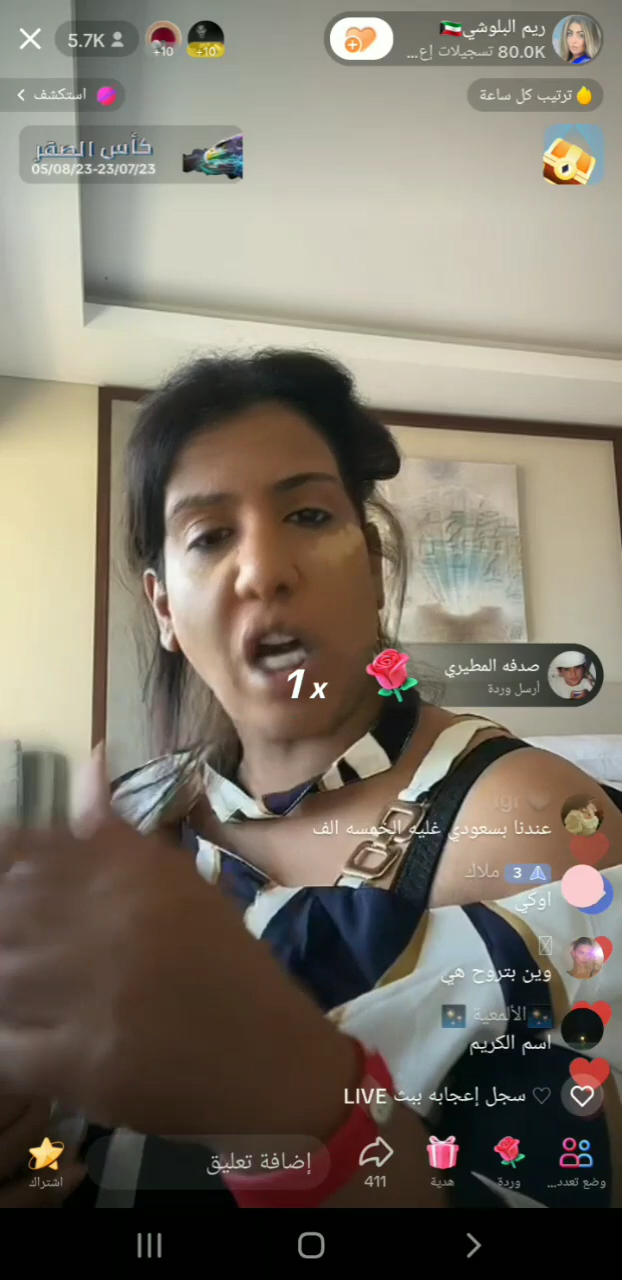 ريم البلوشي🇰🇼
80.0K تسجيلات إع...
5.7K
+10
+10
ترتيب كل ساعة
استكشف
كأس الصقر
05/08/23-23/07/23
صدفه المطيري
أرسل وردة
1x
عندنا بسعودي غليه الخمسه الف
ملاك
3
اوكي
وين بتروح هي
الألمعية
اسم الكريم
سجل إعجابه ببث LIVE
إضافة تعليق
411
اشتراك
هدية
وردة
وضع تعدد...